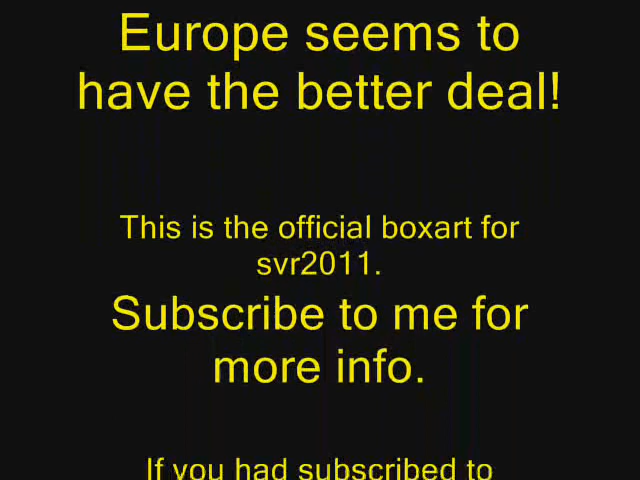 Europe seems to
have the better deal!
This is the official boxart for
svr2011.
Subscribe to me for
more info.
If you had subscribed to